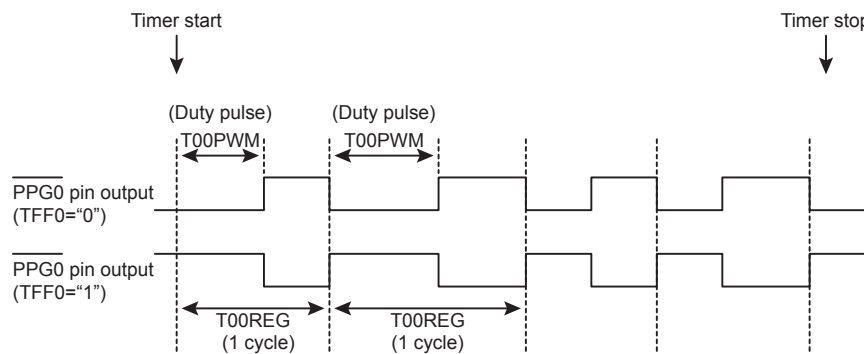 Timer start
Timer stop
(Duty pulse)
(Duty pulse)
T00PWM
T00PWM
PPG0 pin output
(TFF0=“0”)
PPG0 pin output
(TFF0=“1”)
T00REG
(1 cycle)
T00REG
(1 cycle)